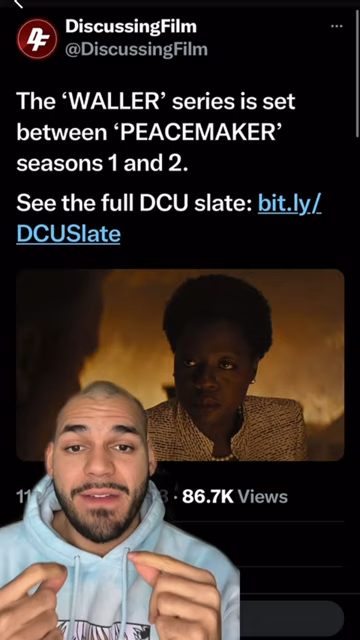 DiscussingFilm
@DiscussingFilm
The ‘WALLER’ series is set
between ‘PEACEMAKER’
seasons 1 and 2.
See the full DCU slate: bit.ly/
DCUSlate
· 86.7K Views